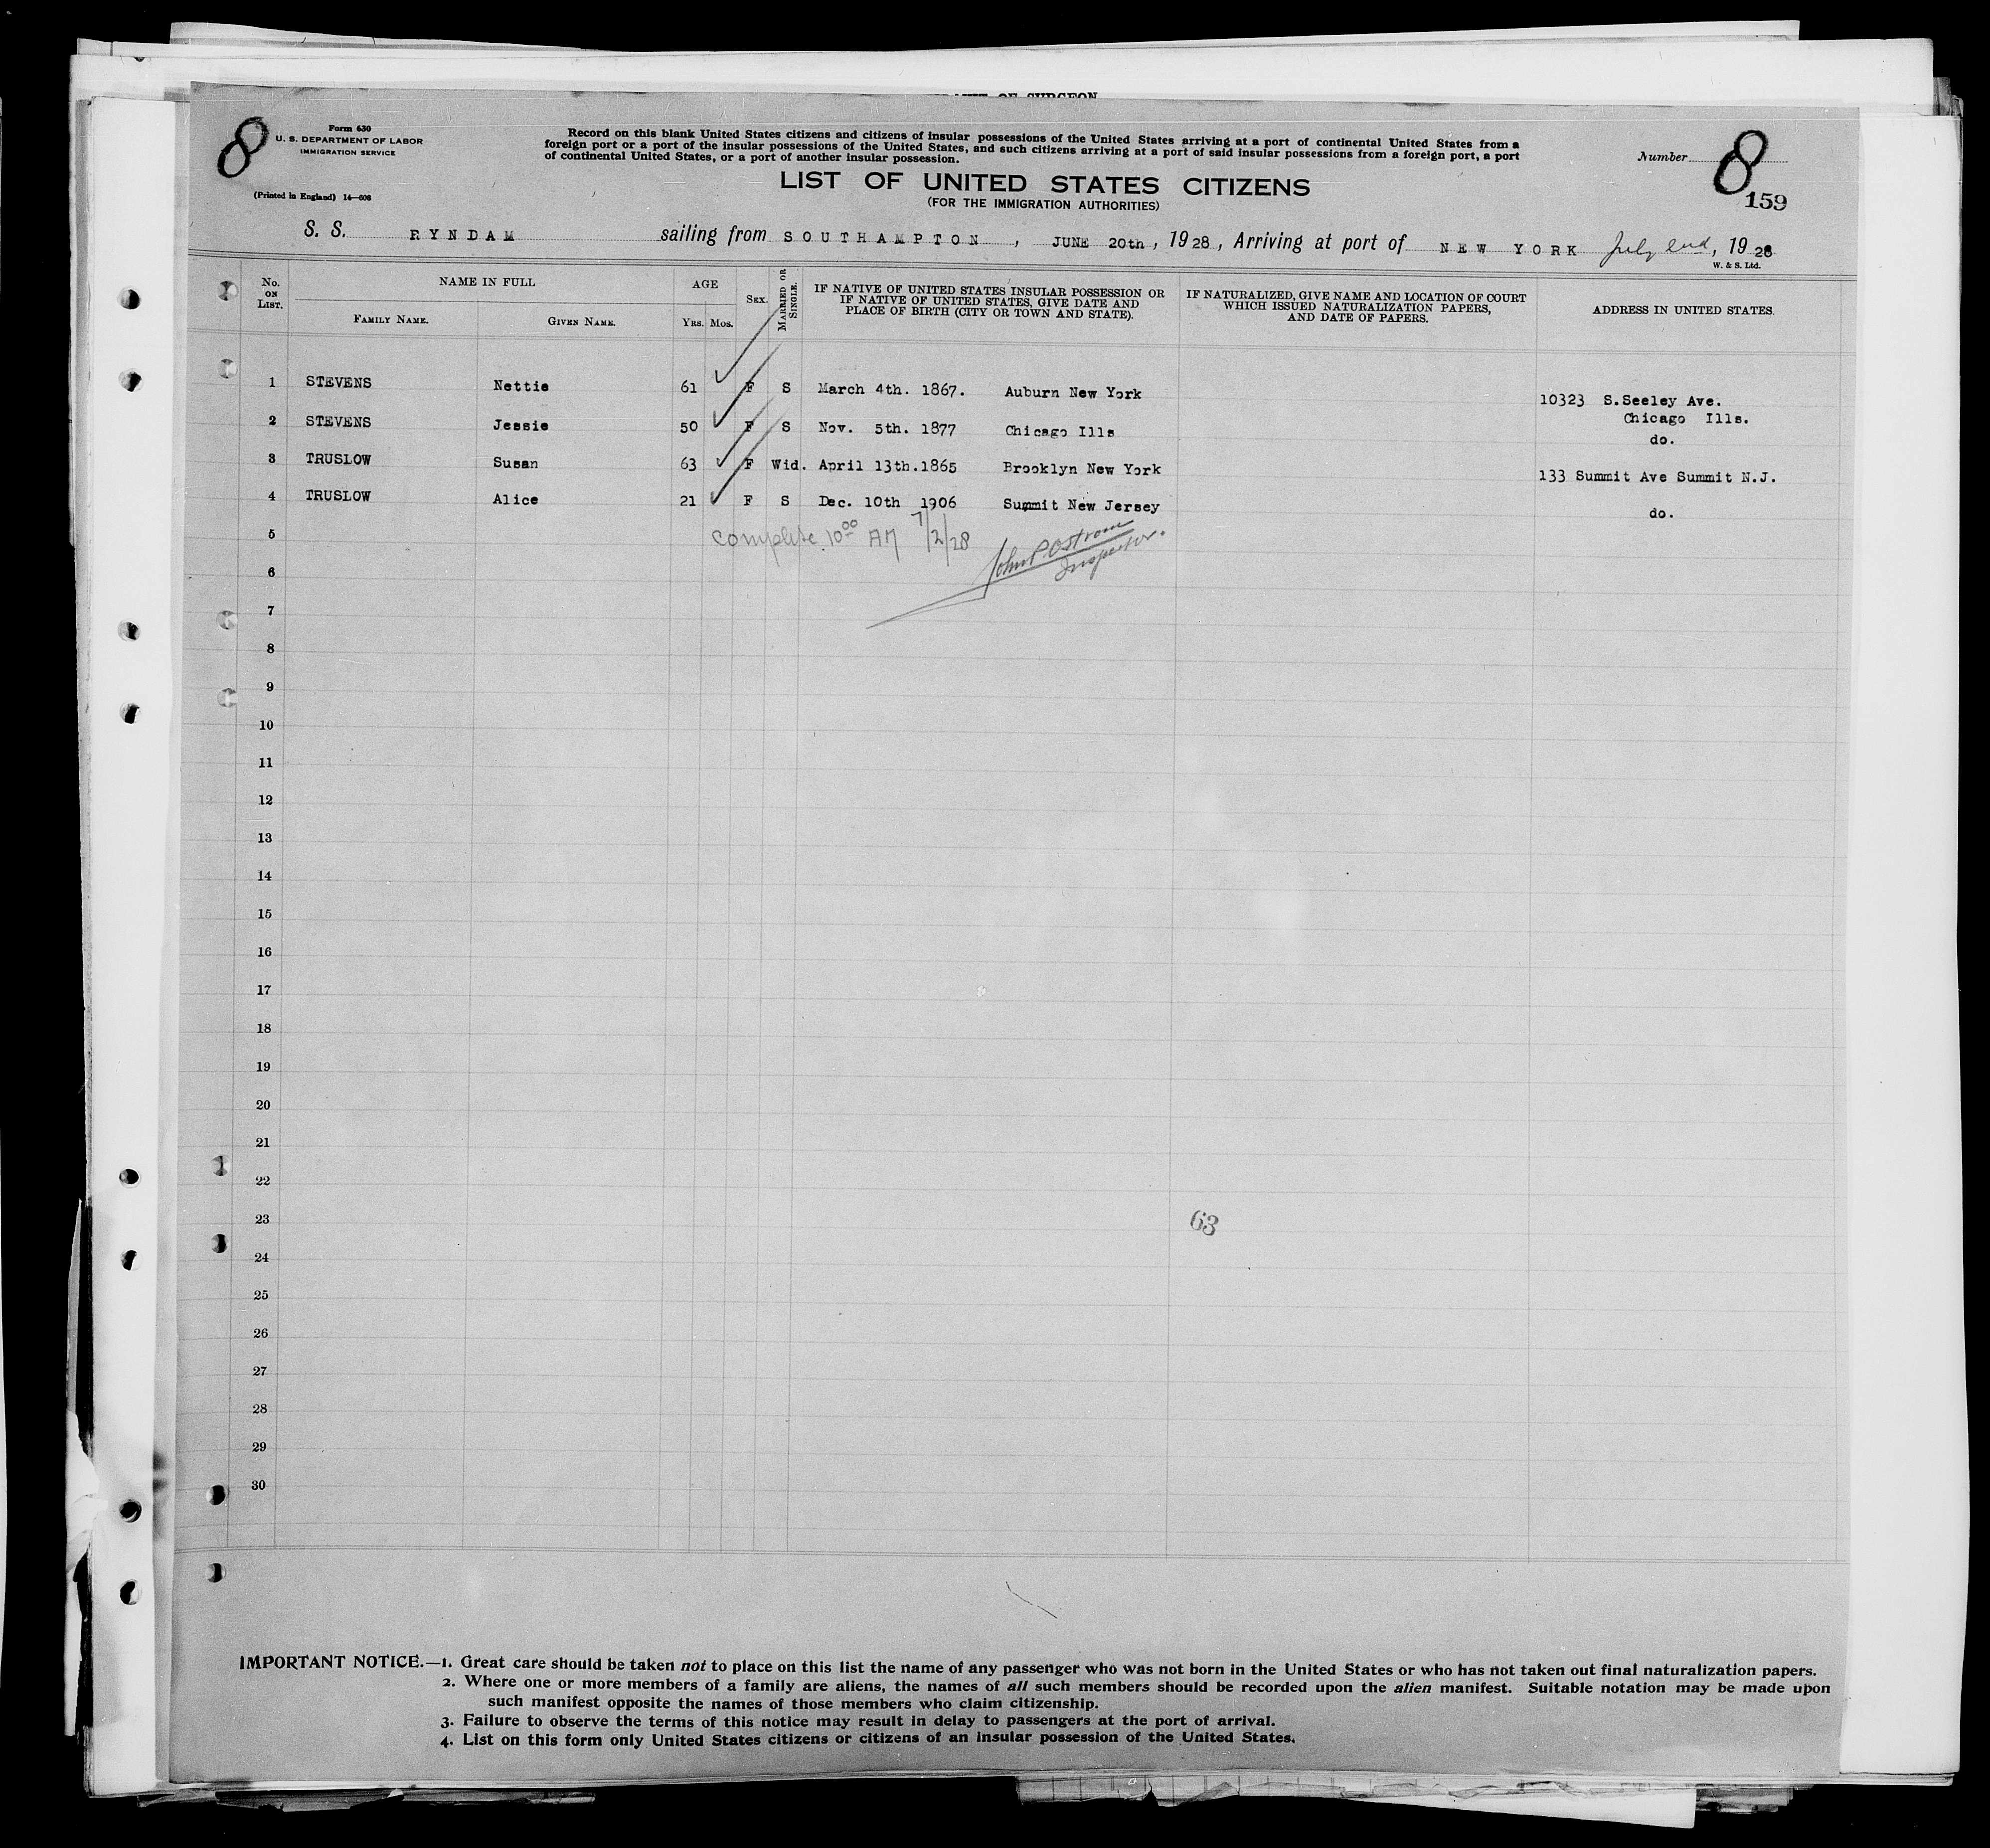 OF SURGEON
8
Form 630
U. S. DEPARTMENT OF LABOR
IMMIGRATION SERVICE
(Printed in England) 14—608
Record on this blank United States citizens and citizens of insular possessions of the United States arriving at a port of continental United States from a
foreign port or a port of the insular possessions of the United States, and such citizens arriving at a port of said insular possessions from a foreign port, a port
of continental United States, or a port of another insular possession.
Number 8
159
LIST OF UNITED STATES CITIZENS
(FOR THE IMMIGRATION AUTHORITIES)
S. S. RYNDAM sailing from SOUTHAMPTON, JUNE 20th, 1928, Arriving at port of NEW YORK July 2nd, 1928
W. & S. Ltd.
No. ON LIST. NAME IN FULL AGE SEX. MARRIED OR SINGLE. IF NATIVE OF UNITED STATES INSULAR POSSESSION OR
IF NATIVE OF UNITED STATES, GIVE DATE AND
PLACE OF BIRTH (CITY OR TOWN AND STATE). IF NATURALIZED, GIVE NAME AND LOCATION OF COURT
WHICH ISSUED NATURALIZATION PAPERS,
AND DATE OF PAPERS. ADDRESS IN UNITED STATES.
FAMILY NAME. GIVEN NAME. YRS. MOS.
1 STEVENS Nettie 61 F S March 4th. 1867. Auburn New York 10323 S.Seeley Ave.
Chicago Ills.
2 STEVENS Jessie 50 F S Nov. 5th. 1877 Chicago Ills do.
3 TRUSLOW Susan 63 F Wid. April 13th.1865 Brooklyn New York 133 Summit Ave Summit N.J.
4 TRUSLOW Alice 21 F S Dec. 10th 1906 Summit New Jersey do.
5 complete 10 00 AM 7/2/28 John P Ostrom
Inspector.
6
7
8
9
10
11
12
13
14
15
16
17
18
19
20
21
22
23 63
24
25
26
27
28
29
30
IMPORTANT NOTICE.—1. Great care should be taken not to place on this list the name of any passenger who was not born in the United States or who has not taken out final naturalization papers.
2. Where one or more members of a family are aliens, the names of all such members should be recorded upon the alien manifest. Suitable notation may be made upon
such manifest opposite the names of those members who claim citizenship.
3. Failure to observe the terms of this notice may result in delay to passengers at the port of arrival.
4. List on this form only United States citizens or citizens of an insular possession of the United States.